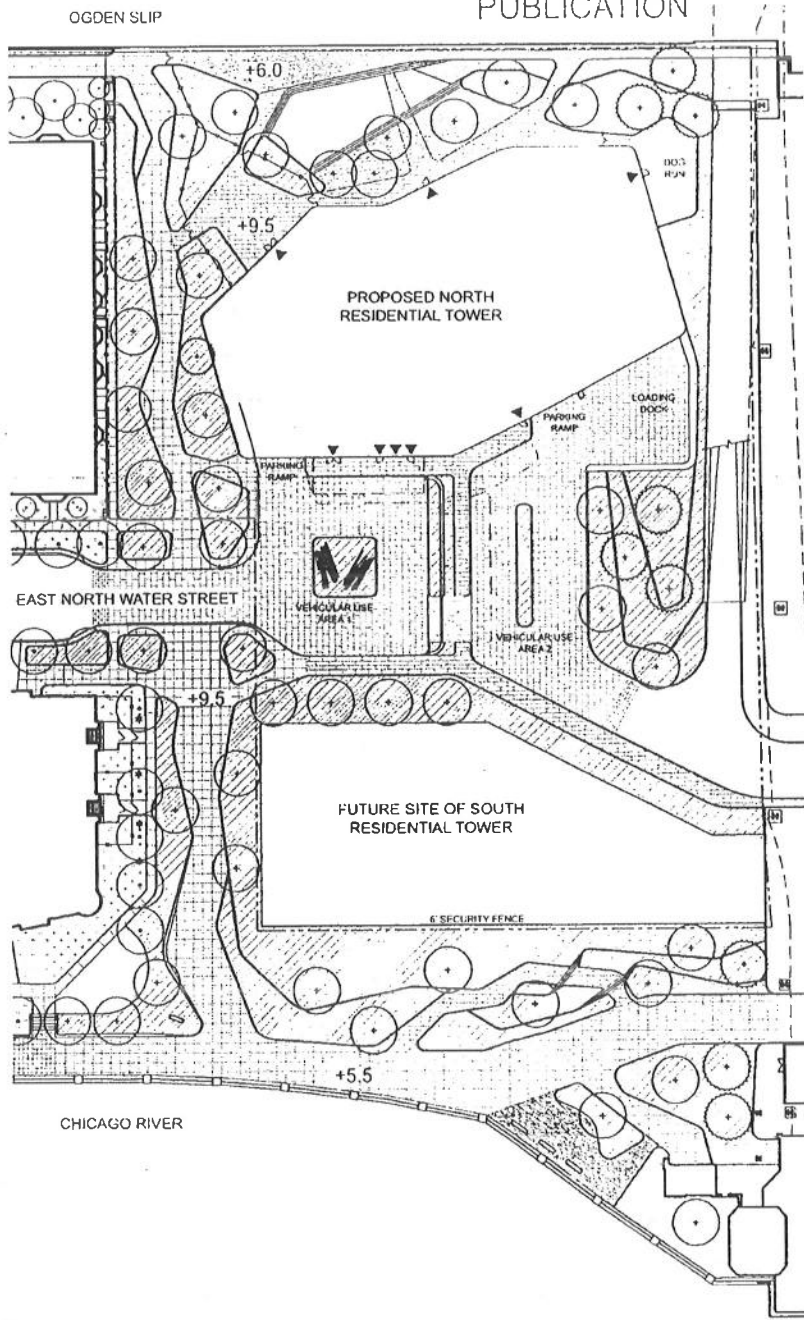 PUBLICATION
OGDEN SLIP
+6.0
DOG
RUN
+9.5
PROPOSED NORTH
RESIDENTIAL TOWER
LOADING
DOCK
PARKING
RAMP
PARKING
RAMP
EAST NORTH WATER STREET
VEHICULAR USE
AREA 1
VEHICULAR USE
AREA 2
+9.5
FUTURE SITE OF SOUTH
RESIDENTIAL TOWER
6' SECURITY FENCE
+5.5
CHICAGO RIVER